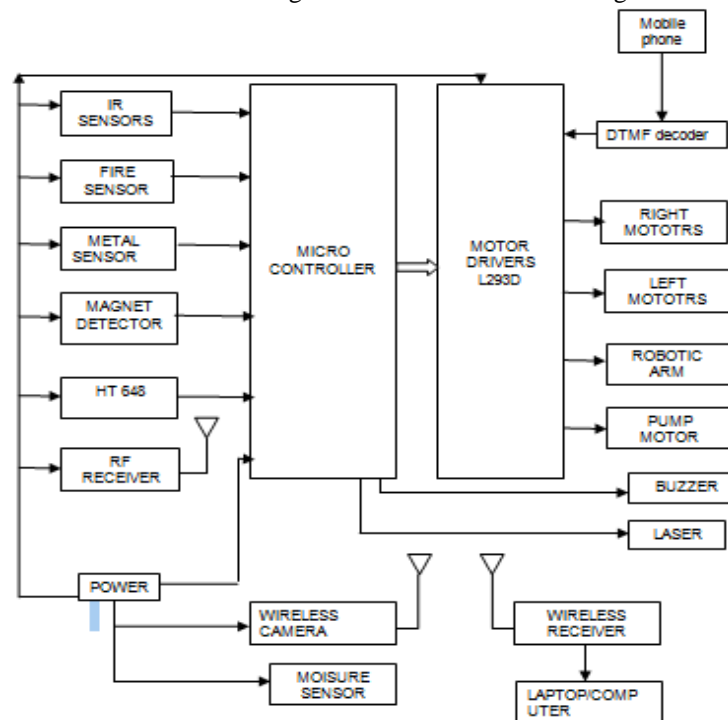 Mobile
phone
IR
SENSORS
DTMF decoder
FIRE
SENSOR
METAL
SENSOR
MICRO
CONTROLLER
MOTOR
DRIVERS
L293D
RIGHT
MOTOTRS
MAGNET
DETECTOR
LEFT
MOTOTRS
HT 648
ROBOTIC
ARM
RF
RECEIVER
PUMP
MOTOR
BUZZER
LASER
POWER
WIRELESS
CAMERA
WIRELESS
RECEIVER
MOISURE
SENSOR
LAPTOP/COMP
UTER